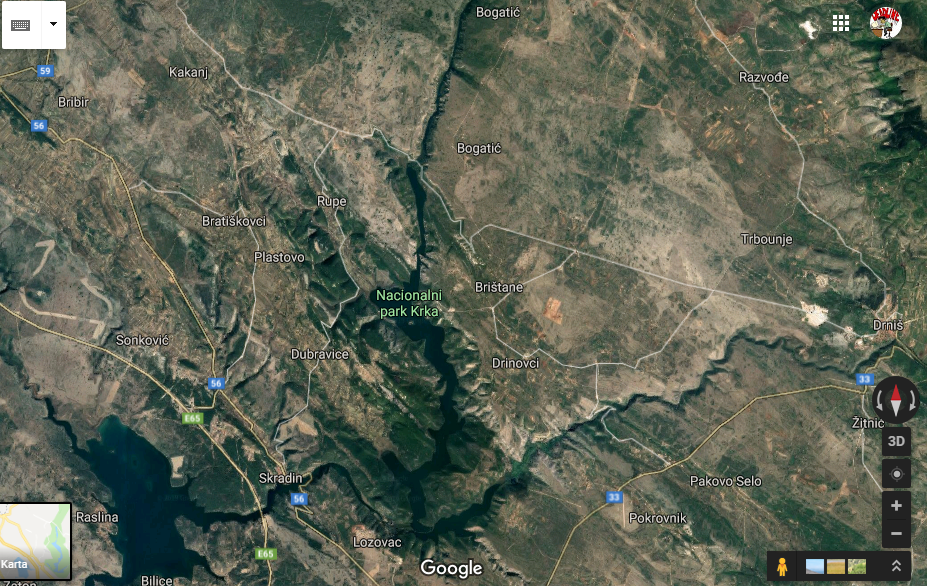 Bogatić
59
Kakanj
Razvođe
Bribir
56
Bogatić
Rupe
Bratiškovci
Trbounje
Plastovo
Brištane
Nacionalni
park Krka
Drniš
Sonković
Dubravice
Drinovci
56
33
E65
Žitnić
3D
Skradin
Pakovo Selo
56
33
Raslina
Pokrovnik
Lozovac
E65
Karta
Google
Zaton
Bilice